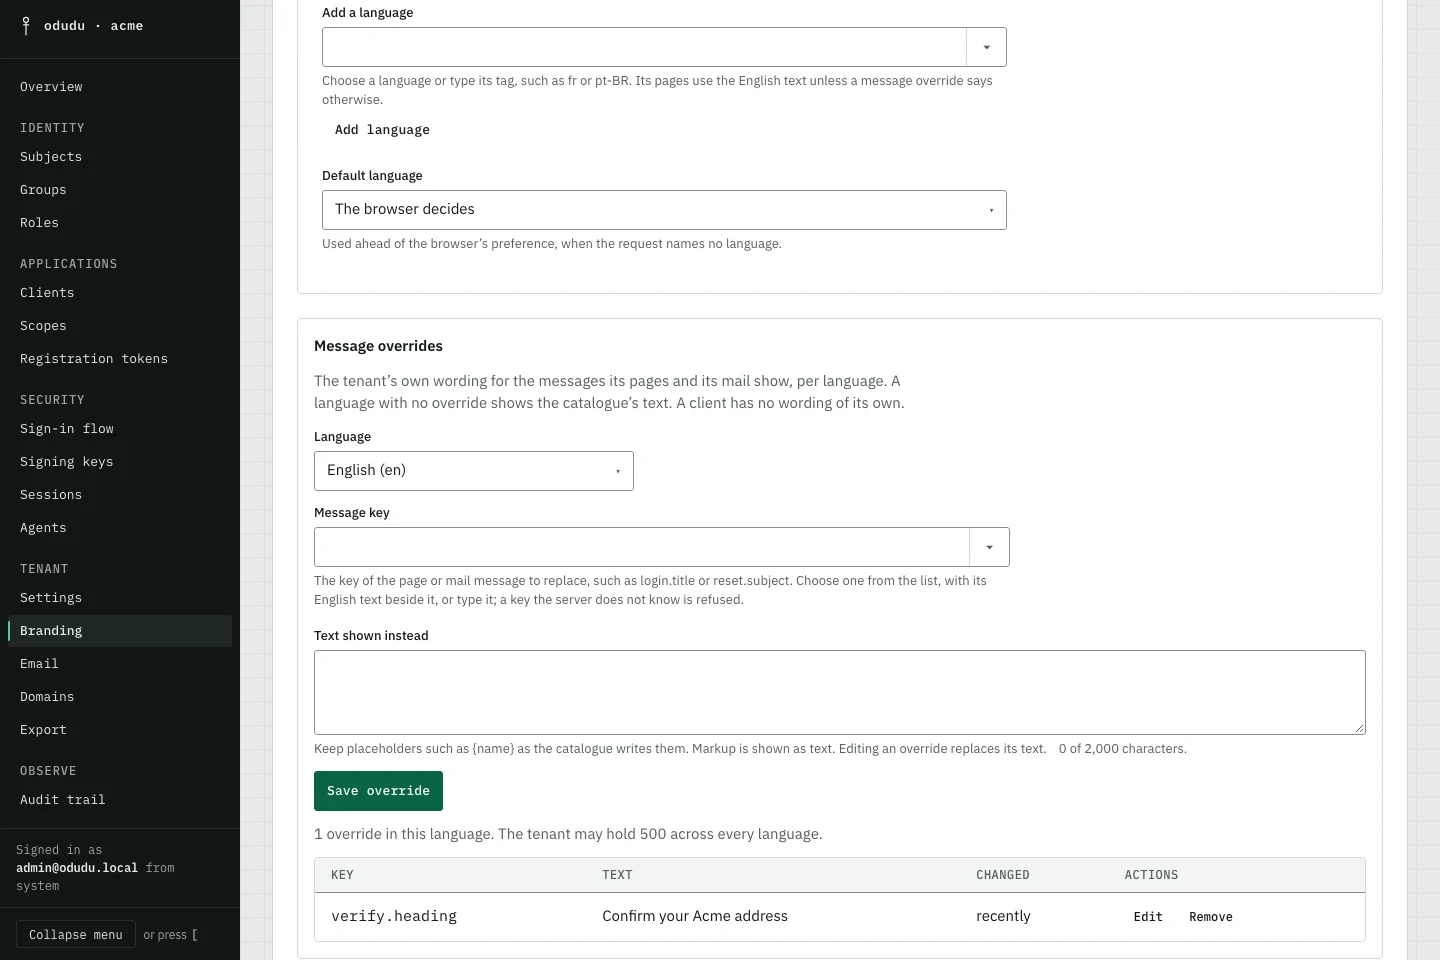 odudu · acme
Overview
IDENTITY
Subjects
Groups
Roles
APPLICATIONS
Clients
Scopes
Registration tokens
SECURITY
Sign-in flow
Signing keys
Sessions
Agents
TENANT
Settings
Branding
Email
Domains
Export
OBSERVE
Audit trail
Signed in as
admin@odudu.local from
system
Collapse menu or press [
Add a language
Choose a language or type its tag, such as fr or pt-BR. Its pages use the English text unless a message override says
otherwise.
Add language
Default language
The browser decides
Used ahead of the browser’s preference, when the request names no language.
Message overrides
The tenant’s own wording for the messages its pages and its mail show, per language. A
language with no override shows the catalogue’s text. A client has no wording of its own.
Language
English (en)
Message key
The key of the page or mail message to replace, such as login.title or reset.subject. Choose one from the list, with its
English text beside it, or type it; a key the server does not know is refused.
Text shown instead
Keep placeholders such as {name} as the catalogue writes them. Markup is shown as text. Editing an override replaces its text. 0 of 2,000 characters.
Save override
1 override in this language. The tenant may hold 500 across every language.
KEY TEXT CHANGED ACTIONS
verify.heading Confirm your Acme address recently Edit Remove